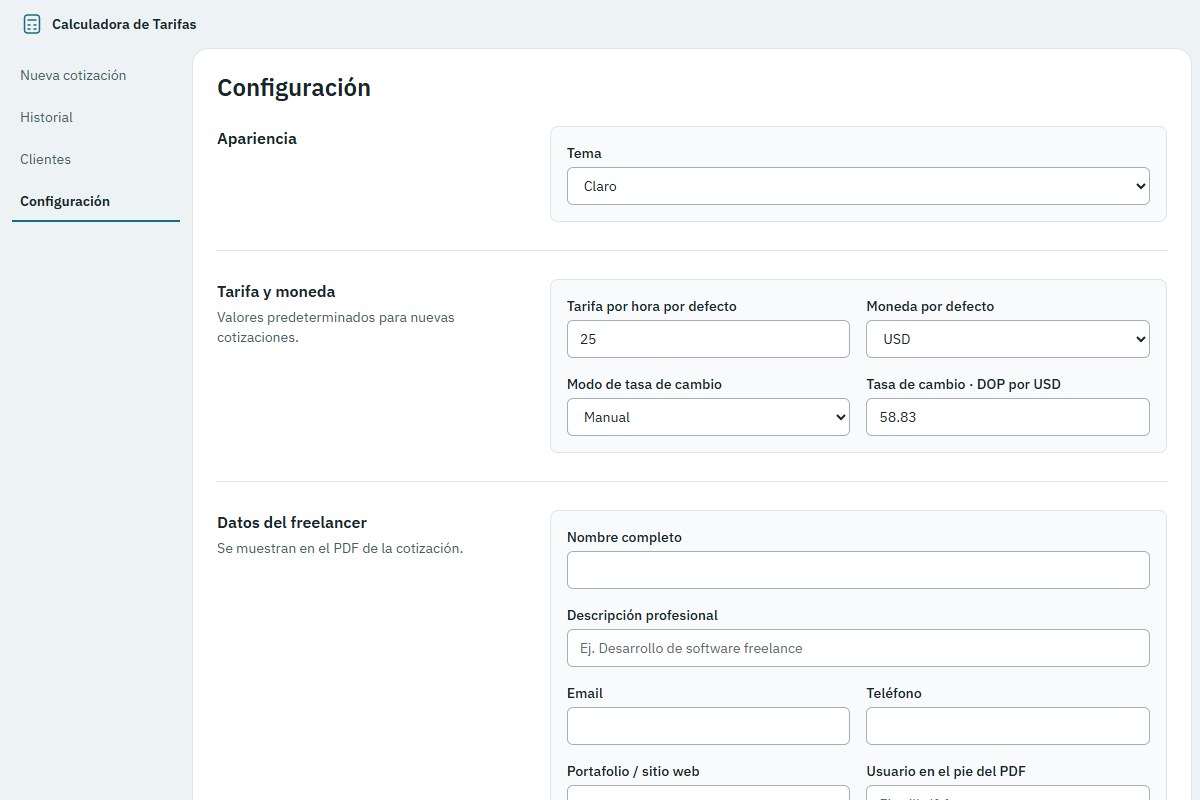 Calculadora de Tarifas
Nueva cotización
Historial
Clientes
Configuración
Configuración
Apariencia
Tema
Claro
Tarifa y moneda
Valores predeterminados para nuevas
cotizaciones.
Tarifa por hora por defecto
Moneda por defecto
25
USD
Modo de tasa de cambio
Tasa de cambio · DOP por USD
Manual
58.83
Datos del freelancer
Se muestran en el PDF de la cotización.
Nombre completo
Descripción profesional
Ej. Desarrollo de software freelance
Email
Teléfono
Portafolio / sitio web
Usuario en el pie del PDF